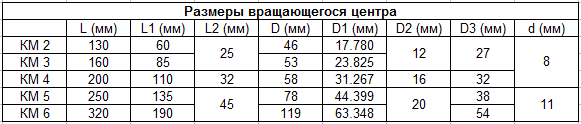 Размеры вращающегося центра
L (мм) L1 (мм) L2 (мм) D (мм) D1 (мм) D2 (мм) D3 (мм) d (мм)
КМ 2 130 60 25 46 17.780 12 27 8
КМ 3 160 85 53 23.825
КМ 4 200 110 32 58 31.267 16 32
КМ 5 250 135 45 78 44.399 20 38 11
КМ 6 320 190 119 63.348 54